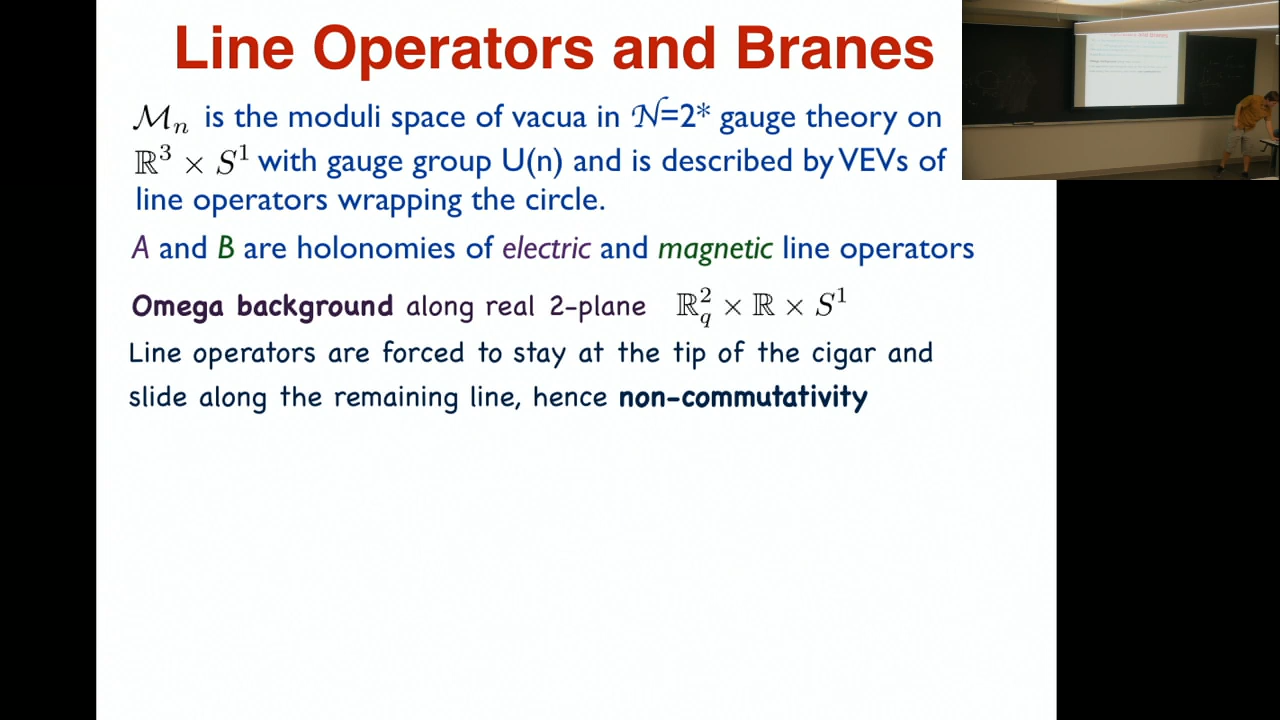 Line Operators and Branes
ℳₙ is the moduli space of vacua in 𝒩=2* gauge theory on
ℝ³ × S¹ with gauge group U(n) and is described by VEVs of
line operators wrapping the circle.
A and B are holonomies of electric and magnetic line operators
Omega background along real 2-plane ℝ²_q × ℝ × S¹
Line operators are forced to stay at the tip of the cigar and
slide along the remaining line, hence non-commutativity